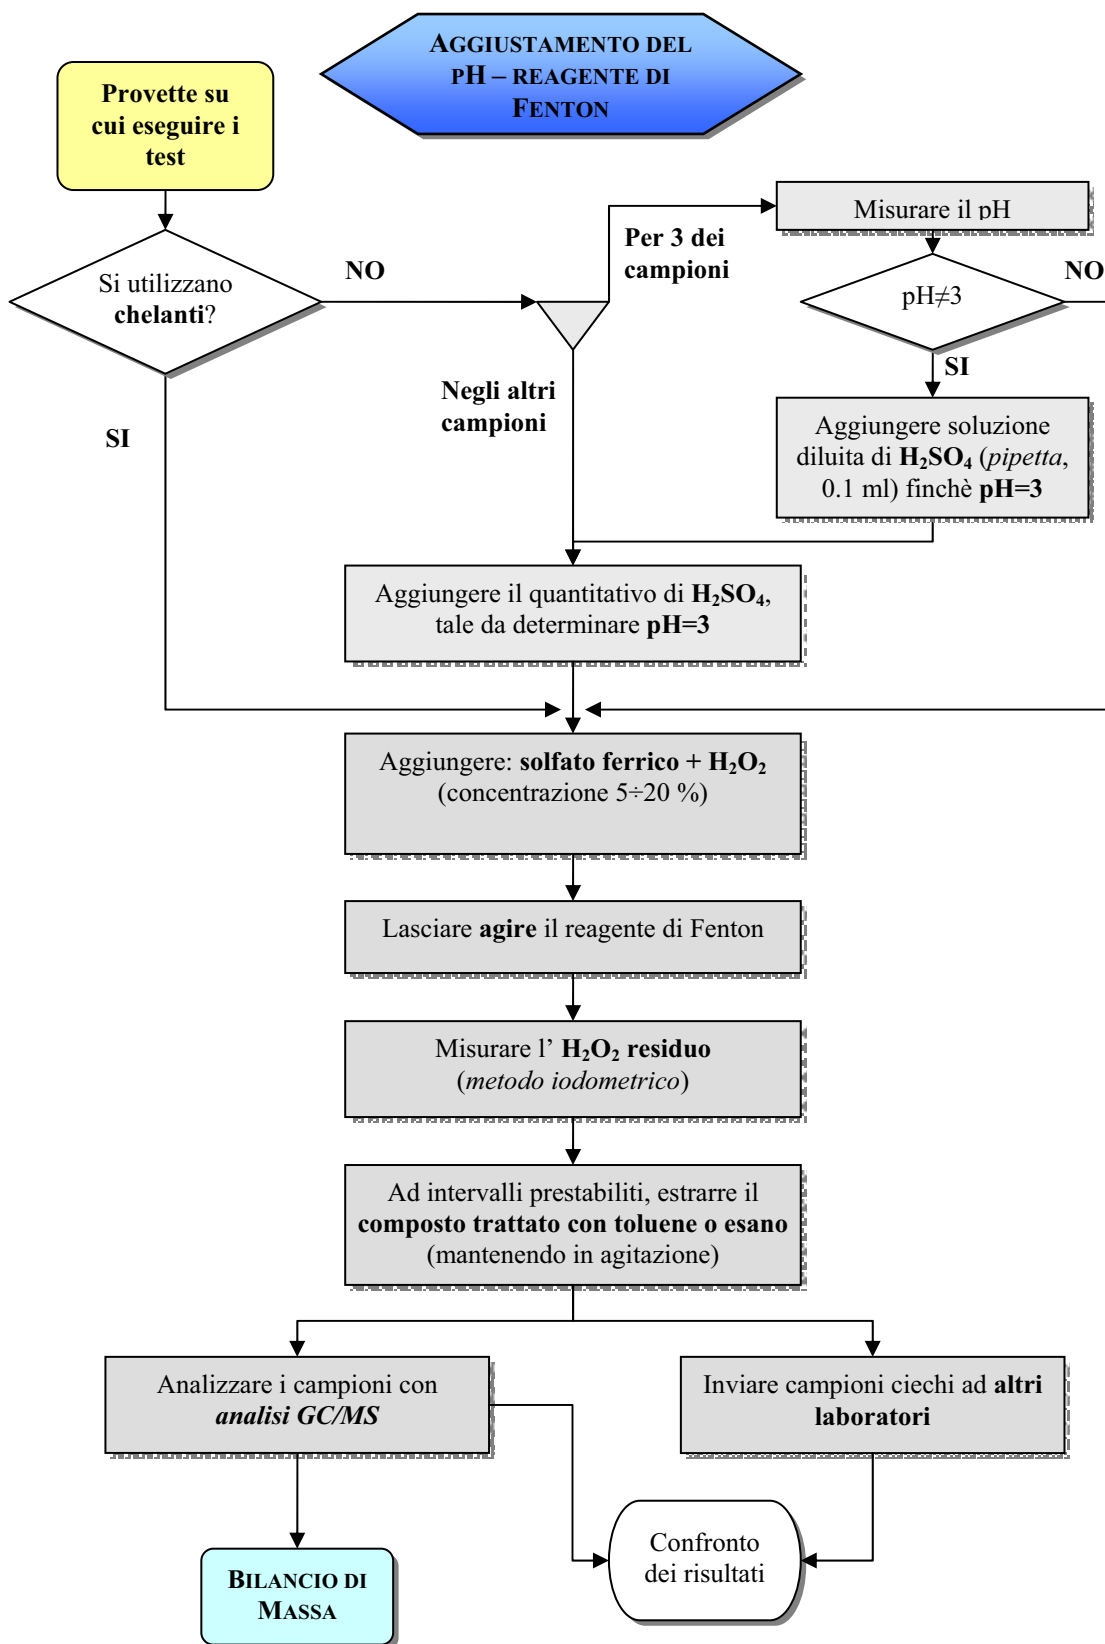 AGGIUSTAMENTO DEL
PH – REAGENTE DI
FENTON
Provette su
cui eseguire i
test
Misurare il pH
Per 3 dei
campioni
NO
NO
Si utilizzano
chelanti?
pH≠3
SI
Negli altri
campioni
SI
Aggiungere soluzione
diluita di H₂SO₄ (pipetta,
0.1 ml) finchè pH=3
Aggiungere il quantitativo di H₂SO₄,
tale da determinare pH=3
Aggiungere: solfato ferrico + H₂O₂
(concentrazione 5÷20 %)
Lasciare agire il reagente di Fenton
Misurare l’ H₂O₂ residuo
(metodo iodometrico)
Ad intervalli prestabiliti, estrarre il
composto trattato con toluene o esano
(mantenendo in agitazione)
Analizzare i campioni con
analisi GC/MS
Inviare campioni ciechi ad altri
laboratori
Confronto
dei risultati
BILANCIO DI
MASSA